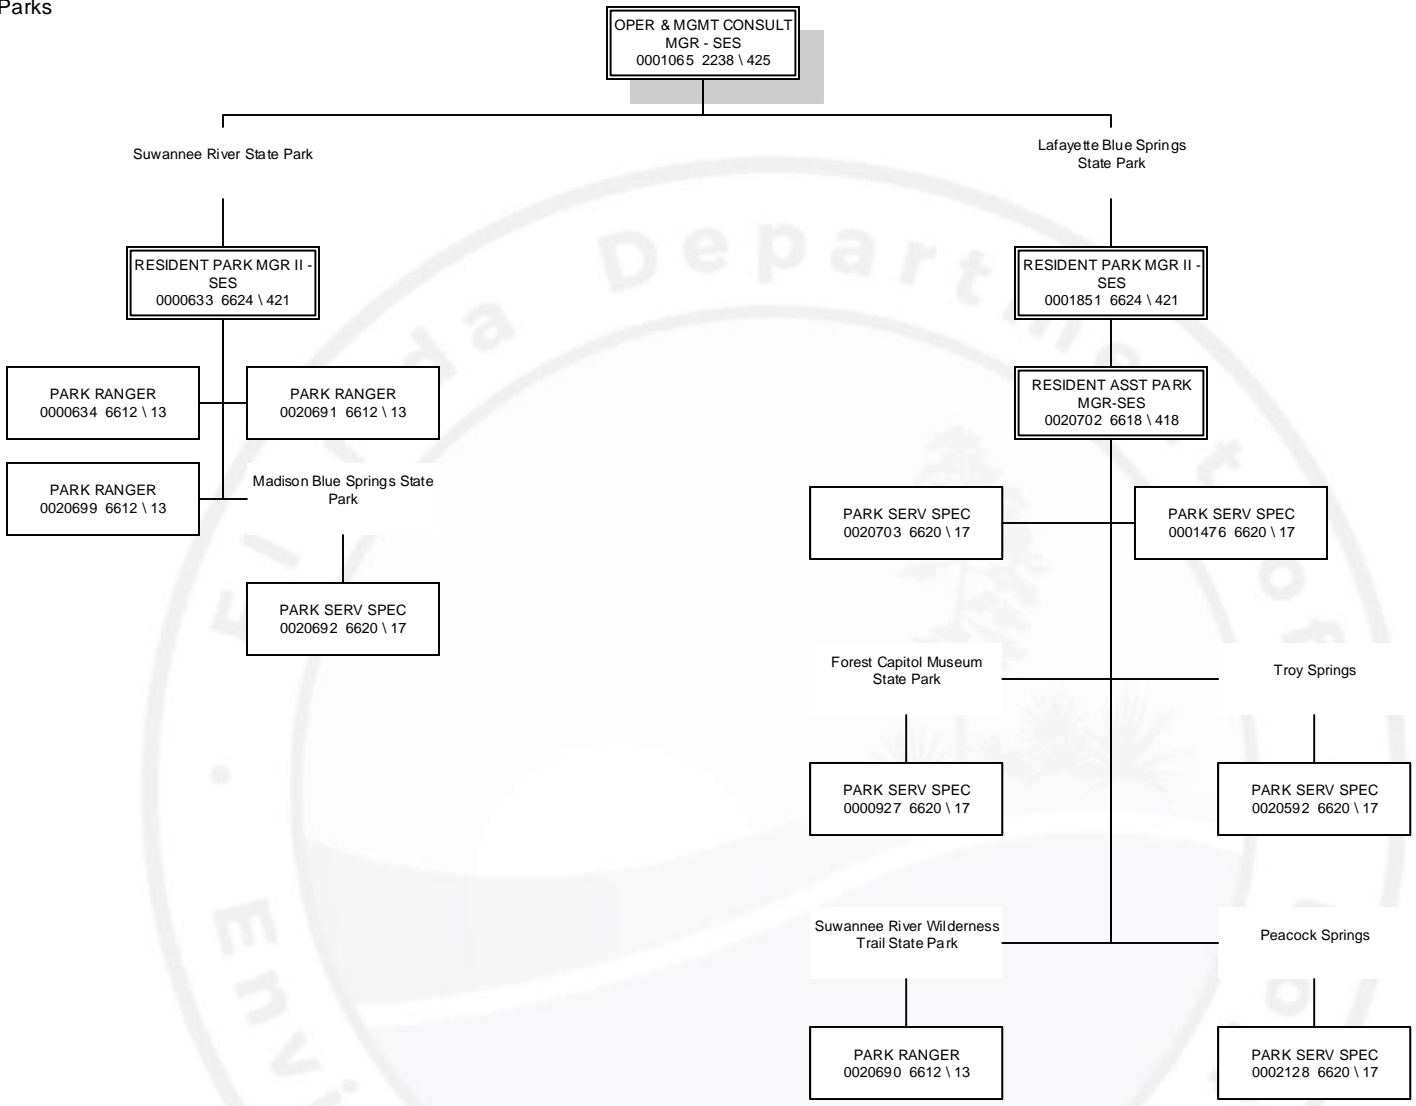 Parks
OPER & MGMT CONSULT
MGR - SES
0001065 2238 \ 425
Suwannee River State Park
Lafayette Blue Springs
State Park
RESIDENT PARK MGR II -
SES
0000633 6624 \ 421
RESIDENT PARK MGR II -
SES
0001851 6624 \ 421
PARK RANGER
0000634 6612 \ 13
PARK RANGER
0020691 6612 \ 13
RESIDENT ASST PARK
MGR-SES
0020702 6618 \ 418
PARK RANGER
0020699 6612 \ 13
Madison Blue Springs State
Park
PARK SERV SPEC
0020703 6620 \ 17
PARK SERV SPEC
0001476 6620 \ 17
PARK SERV SPEC
0020692 6620 \ 17
Forest Capitol Museum
State Park
Troy Springs
PARK SERV SPEC
0000927 6620 \ 17
PARK SERV SPEC
0020592 6620 \ 17
Suwannee River Wilderness
Trail State Park
Peacock Springs
PARK RANGER
0020690 6612 \ 13
PARK SERV SPEC
0002128 6620 \ 17
Department of